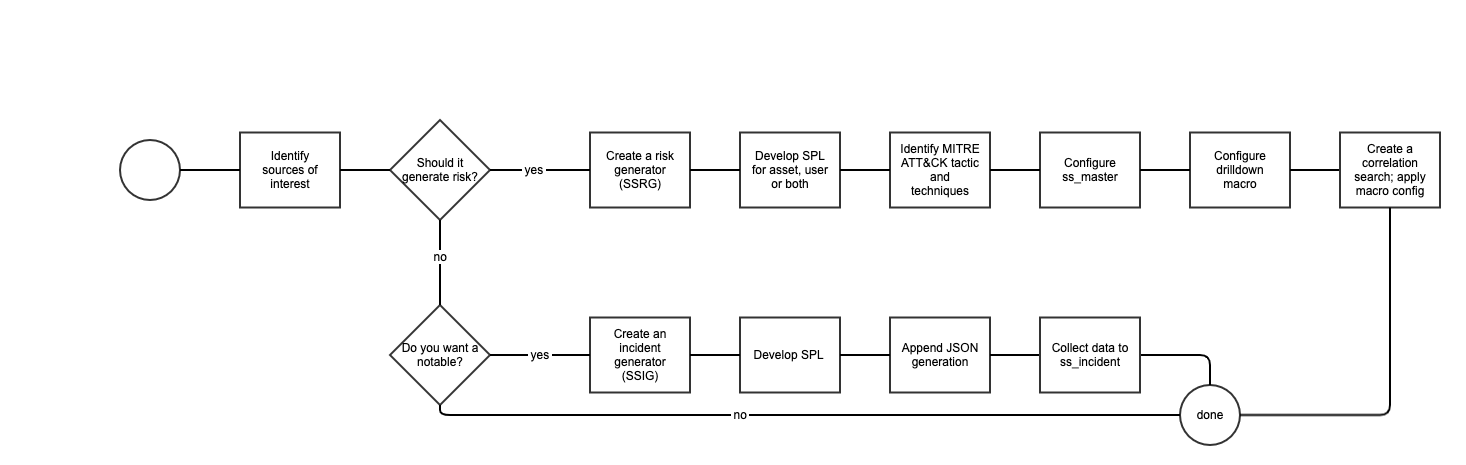 Identify
sources of
interest
Should it
generate risk?
yes
Create a risk
generator
(SSRG)
Develop SPL
for asset, user
or both
Identify MITRE
ATT&CK tactic
and
techniques
Configure
ss_master
Configure
drilldown
macro
Create a
correlation
search; apply
macro config
no
Do you want a
notable?
yes
Create an
incident
generator
(SSIG)
Develop SPL
Append JSON
generation
Collect data to
ss_incident
no
done